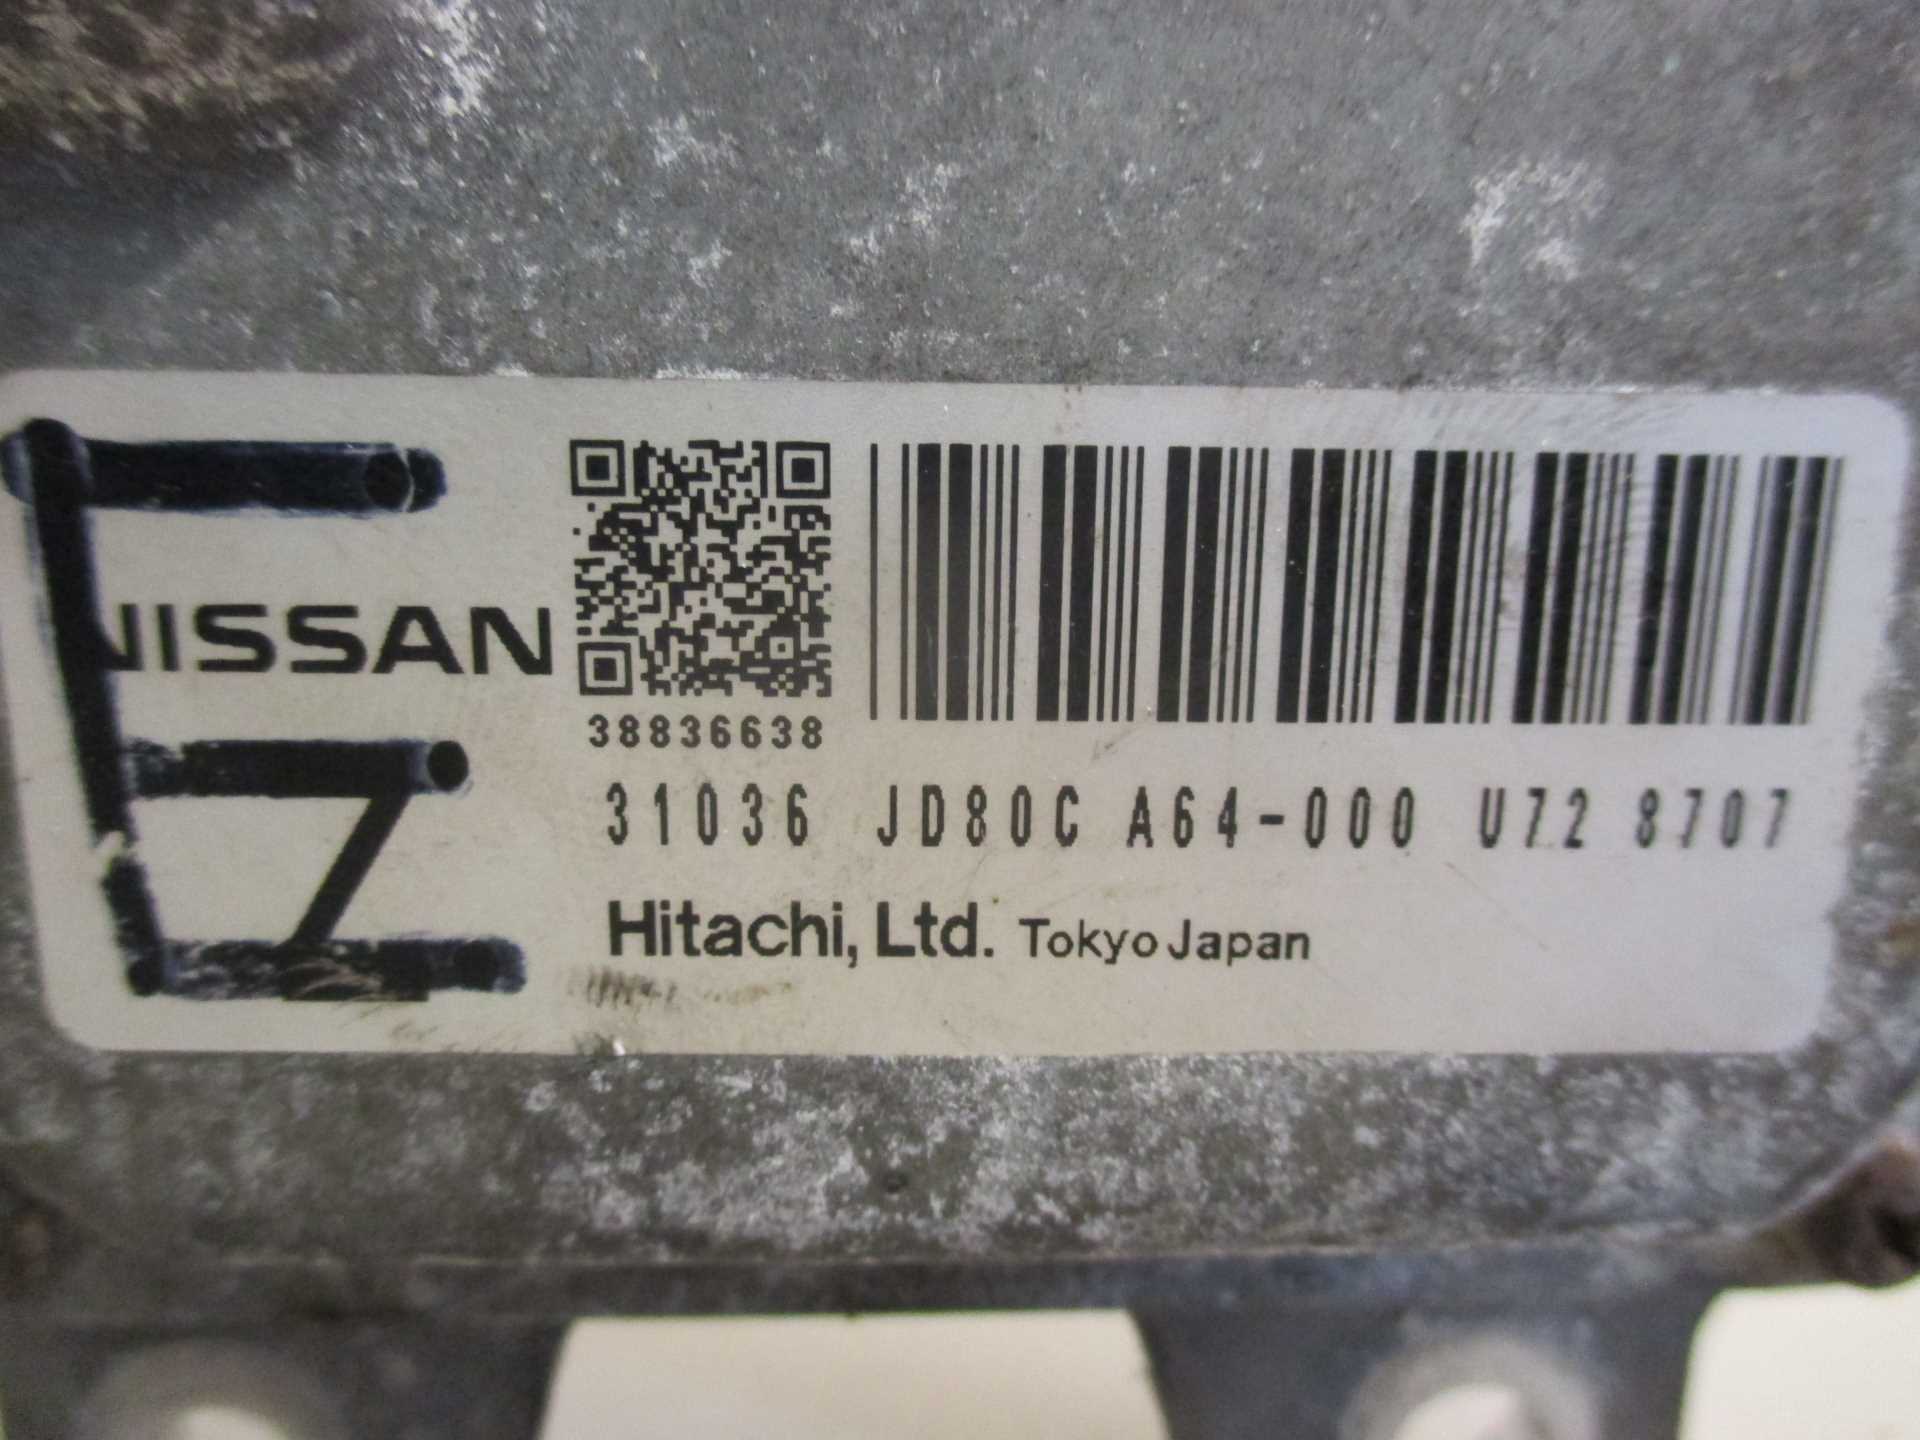 E
NISSAN
38836638
31036 JD80C A64-000 U72 8707
Hitachi, Ltd. Tokyo Japan